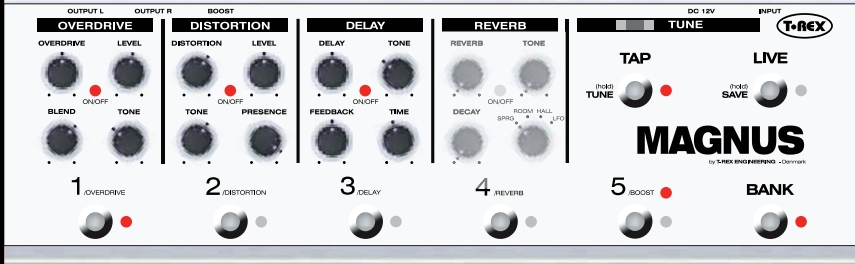 OUTPUT L OUTPUT R BOOST DC 12V INPUT
OVERDRIVE DISTORTION DELAY REVERB TUNE T-REX
OVERDRIVE LEVEL DISTORTION LEVEL DELAY TONE REVERB TONE
TAP LIVE
(hold) TUNE (hold) SAVE
ON/OFF ON/OFF ON/OFF ON/OFF
BLEND TONE TONE PRESENCE FEEDBACK TIME DECAY SPRG ROOM HALL LFO
MAGNUS
by T-REX ENGINEERING - Denmark
1 /OVERDRIVE 2 /DISTORTION 3 /DELAY 4 /REVERB 5 /BOOST BANK